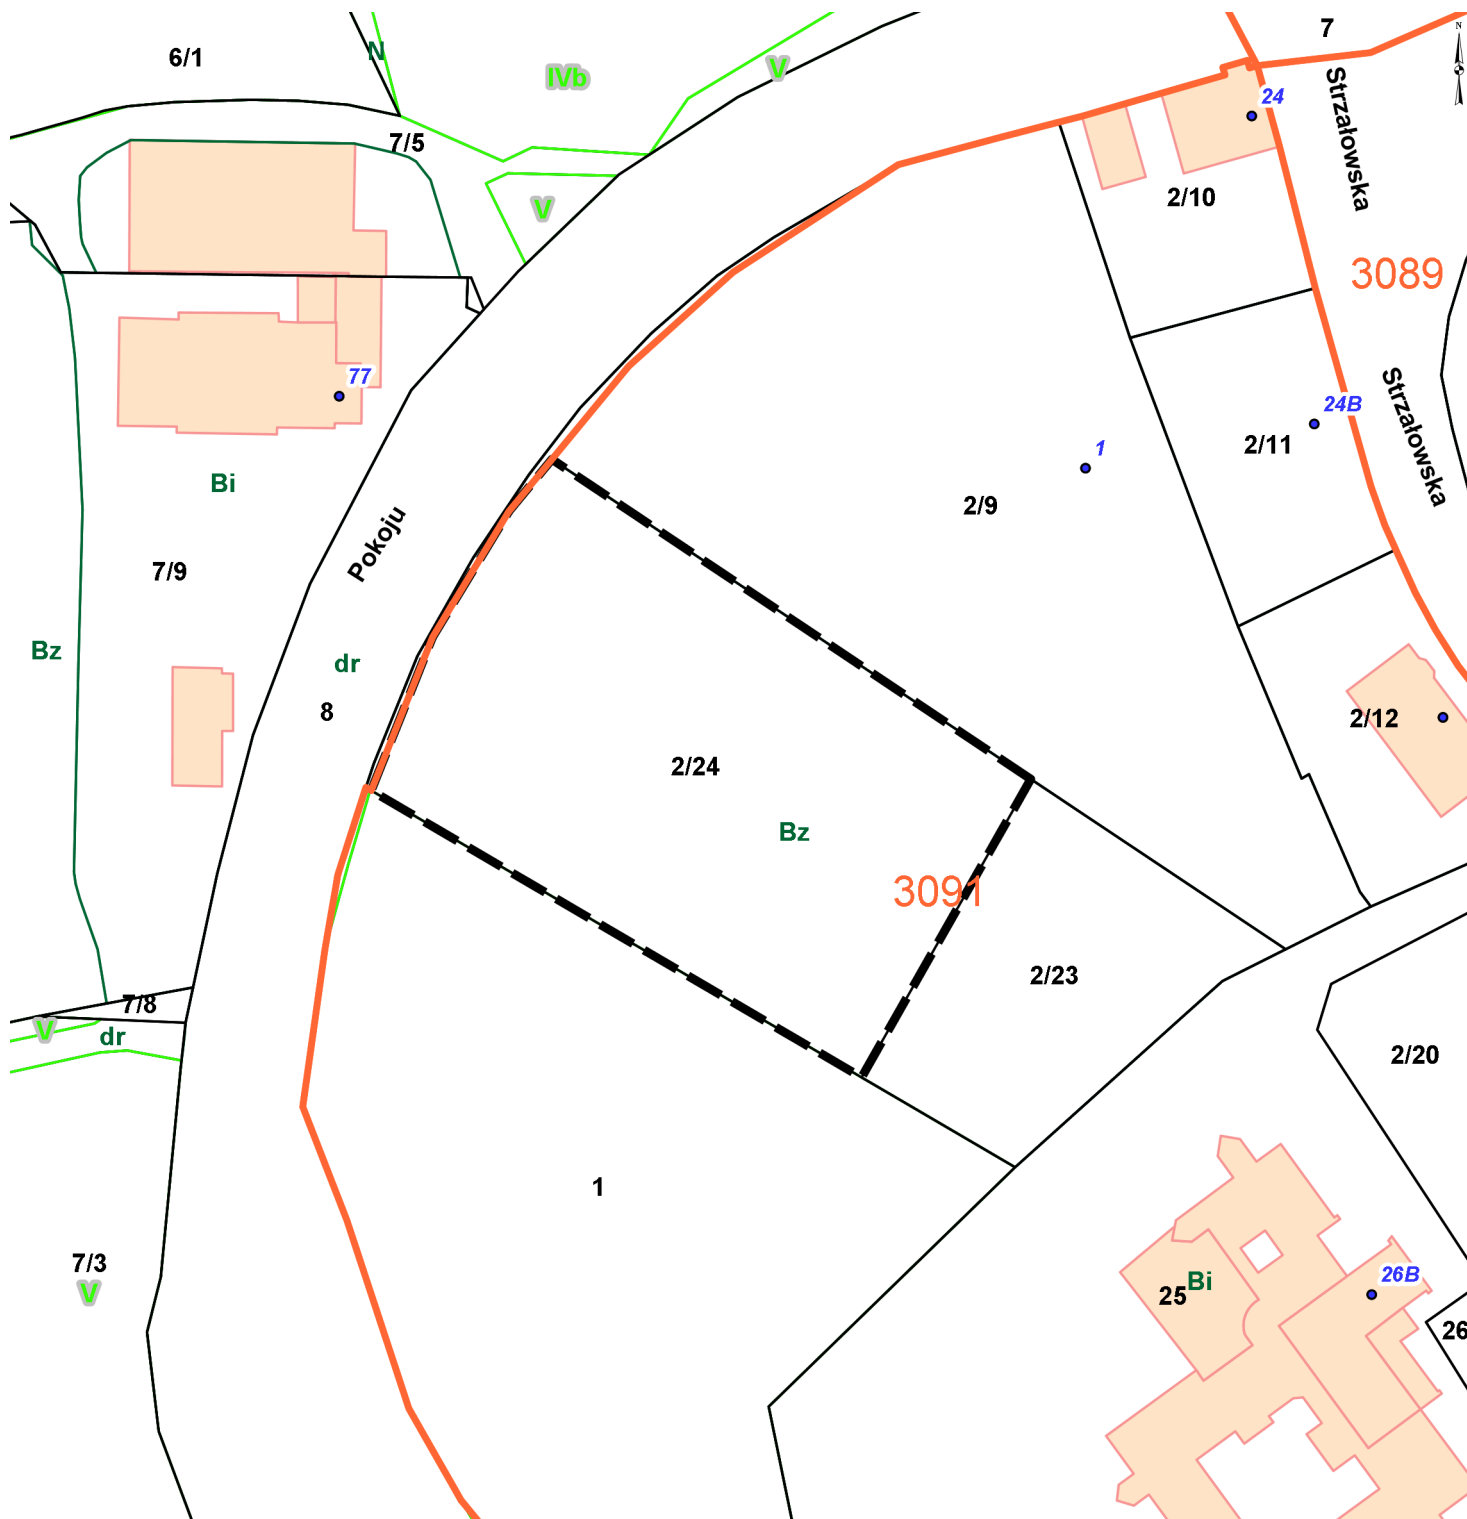 7
N
6/1
N
IVb
V
24
7/5
Strzałowska
2/10
V
3089
77
24B
1
2/11
Strzałowska
Bi
2/9
Pokoju
7/9
Bz
dr
8
2/12
2/24
Bz
3091
2/23
7/8
V
dr
2/20
1
7/3
V
Bi
25
26B
26